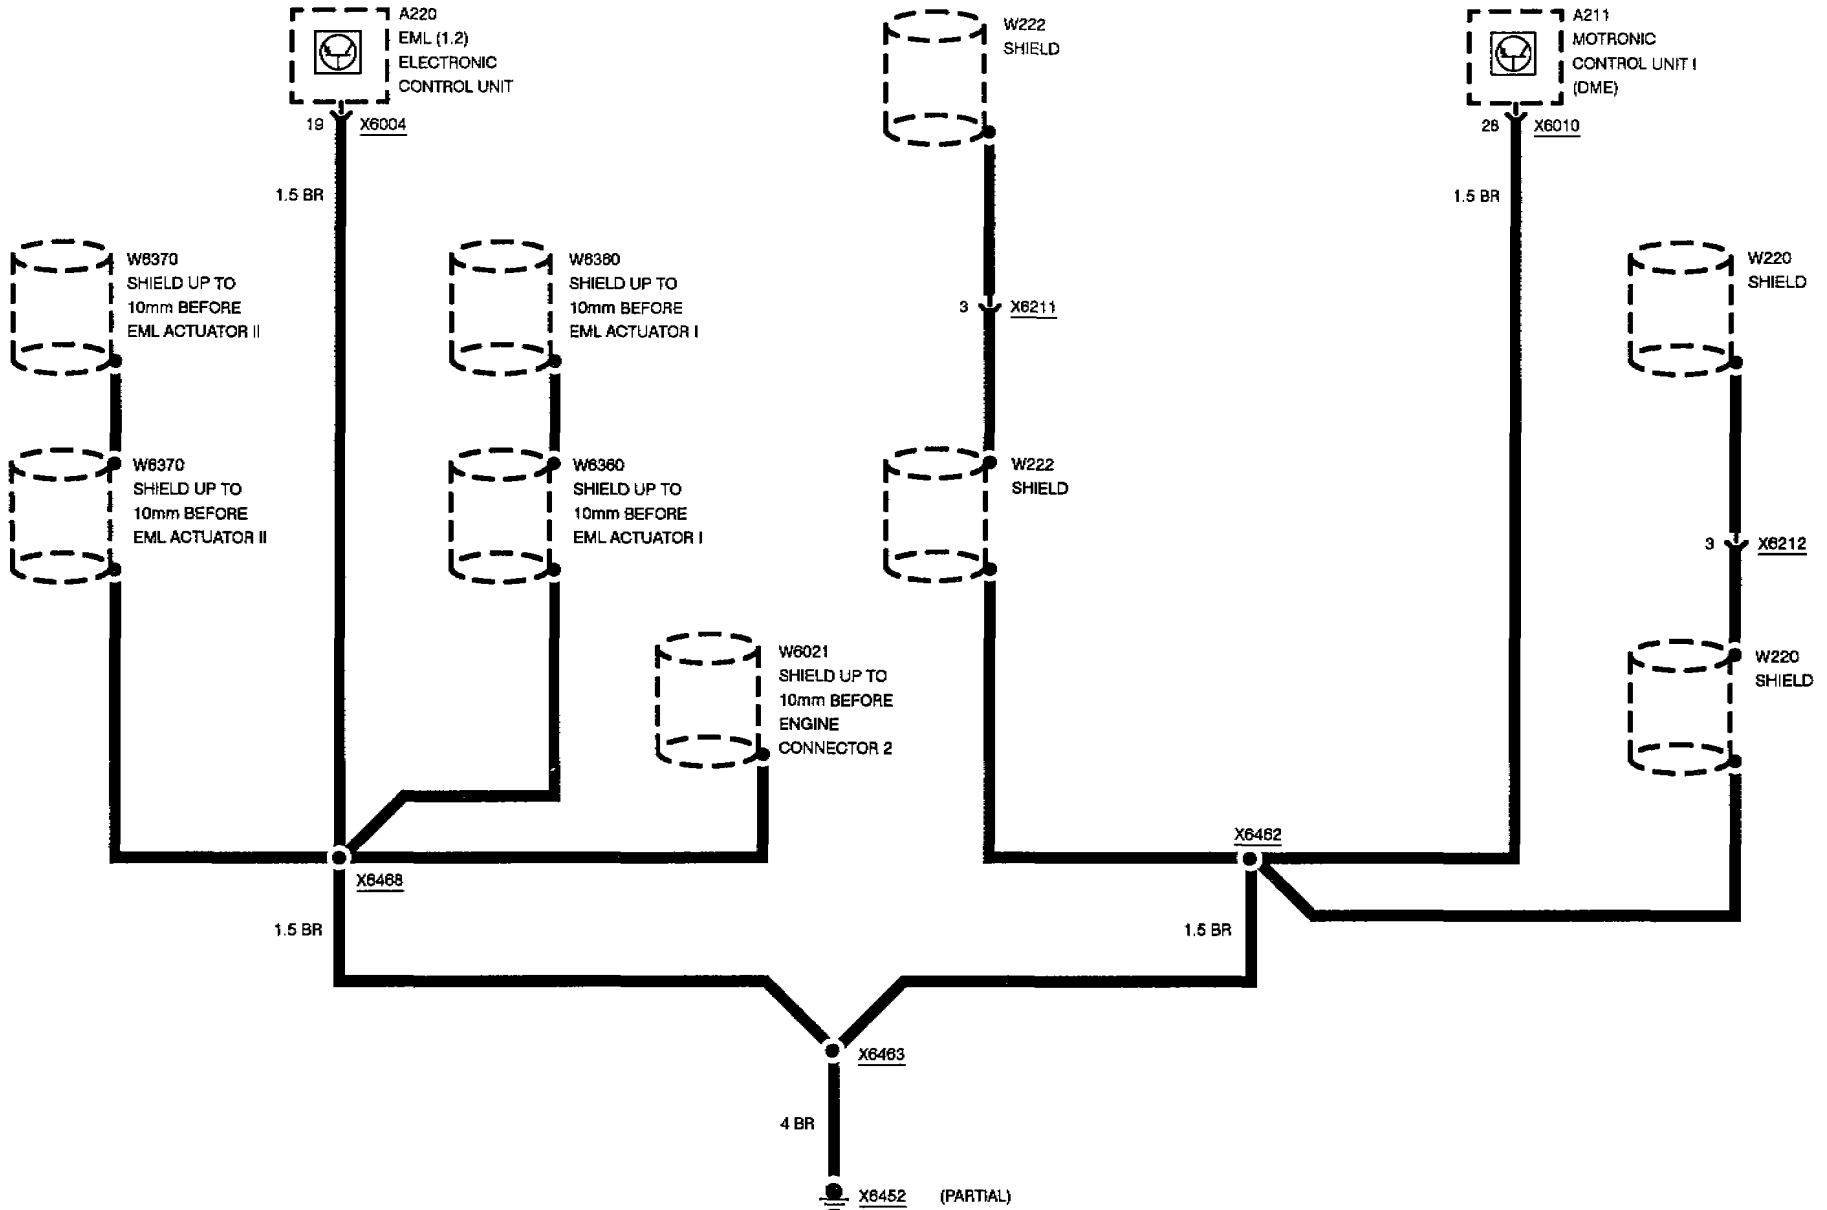 A220
EML (1.2)
ELECTRONIC
CONTROL UNIT
19 X6004
1.5 BR
W222
SHIELD
A211
MOTRONIC
CONTROL UNIT I
(DME)
28 X6010
1.5 BR
W6370
SHIELD UP TO
10mm BEFORE
EML ACTUATOR II
W6360
SHIELD UP TO
10mm BEFORE
EML ACTUATOR I
3 X6211
W220
SHIELD
W6370
SHIELD UP TO
10mm BEFORE
EML ACTUATOR II
W6360
SHIELD UP TO
10mm BEFORE
EML ACTUATOR I
W222
SHIELD
3 X6212
W6021
SHIELD UP TO
10mm BEFORE
ENGINE
CONNECTOR 2
W220
SHIELD
X6468
X6462
1.5 BR
1.5 BR
X6463
4 BR
X6452 (PARTIAL)